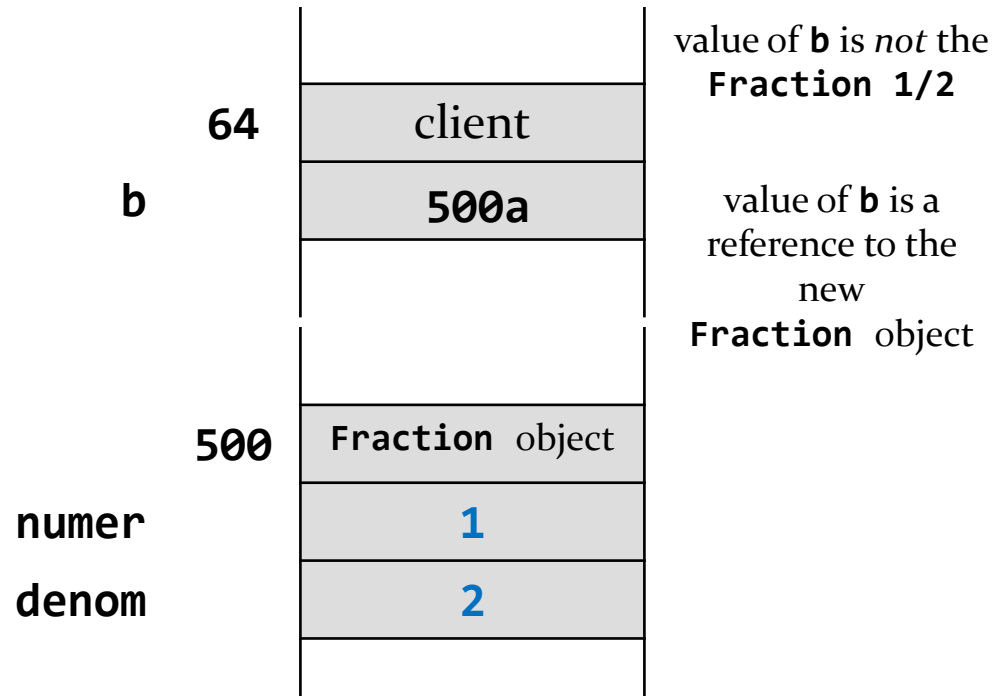 value of b is not the
Fraction 1/2
64 client
b 500a
value of b is a
reference to the
new
Fraction object
500 Fraction object
numer 1
denom 2